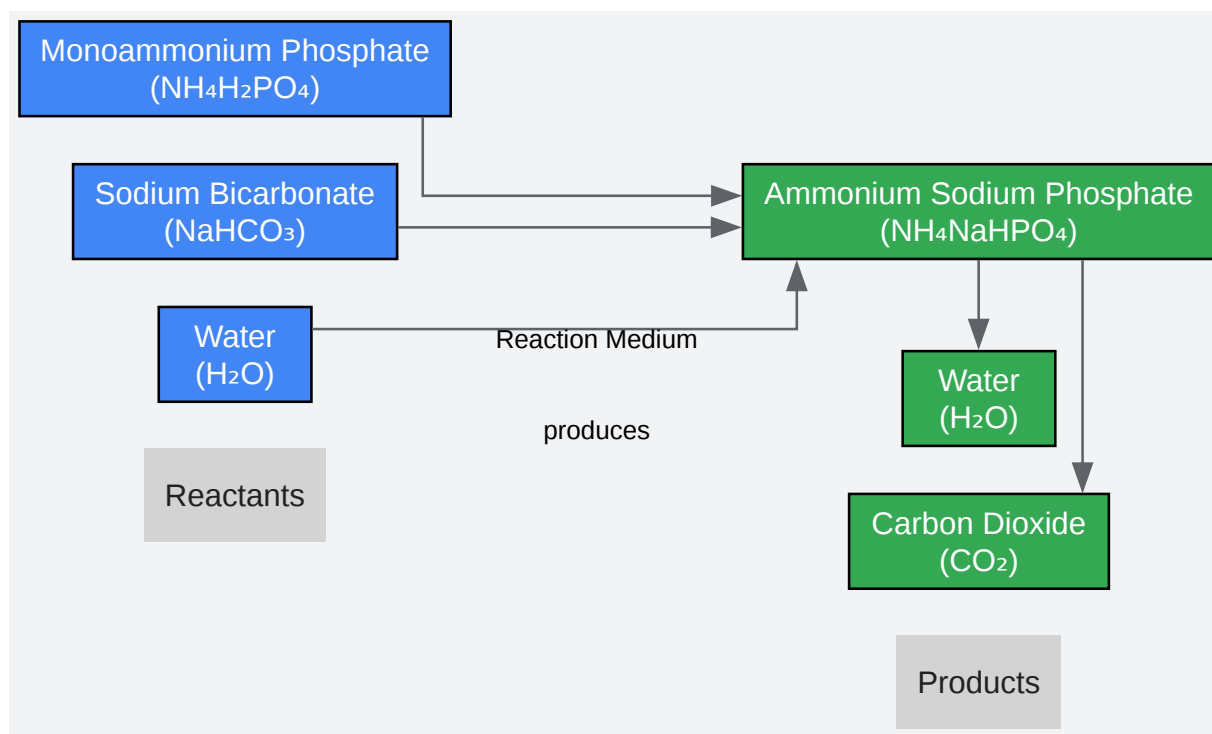 Monoammonium Phosphate
(NH₄H₂PO₄)
Sodium Bicarbonate
(NaHCO₃)
Ammonium Sodium Phosphate
(NH₄NaHPO₄)
Water
(H₂O)
Reaction Medium
Water
(H₂O)
produces
Reactants
Carbon Dioxide
(CO₂)
Products